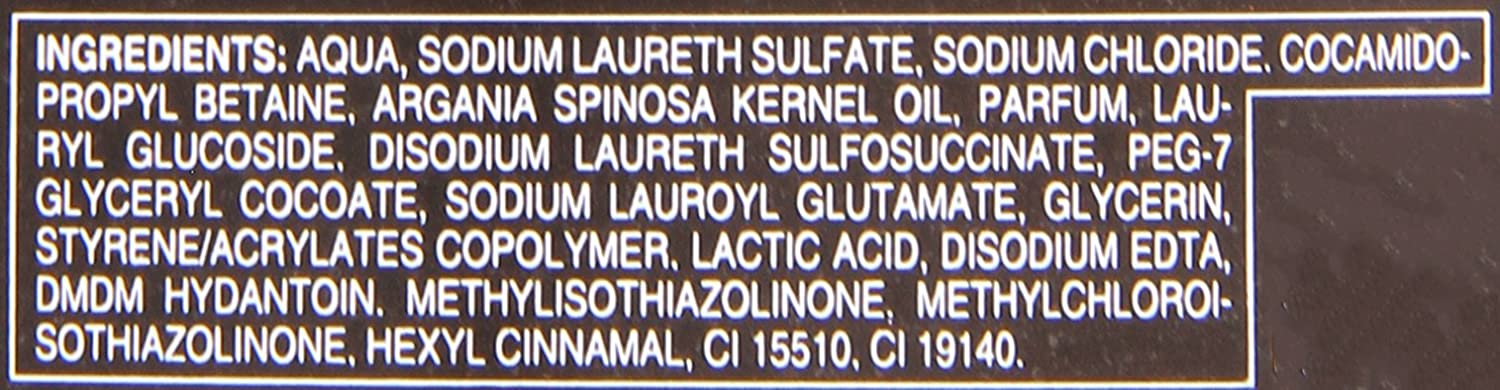 INGREDIENTS: AQUA, SODIUM LAURETH SULFATE, SODIUM CHLORIDE, COCAMIDO-
PROPYL BETAINE, ARGANIA SPINOSA KERNEL OIL, PARFUM, LAU-
RYL GLUCOSIDE, DISODIUM LAURETH SULFOSUCCINATE, PEG-7
GLYCERYL COCOATE, SODIUM LAUROYL GLUTAMATE, GLYCERIN,
STYRENE/ACRYLATES COPOLYMER, LACTIC ACID, DISODIUM EDTA,
DMDM HYDANTOIN, METHYLISOTHIAZOLINONE, METHYLCHLOROI-
SOTHIAZOLINONE, HEXYL CINNAMAL, CI 15510, CI 19140.